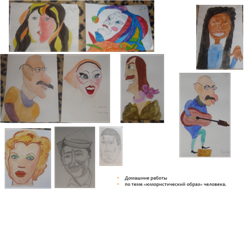 Домашние работы
по теме «юмористический образ» человека.